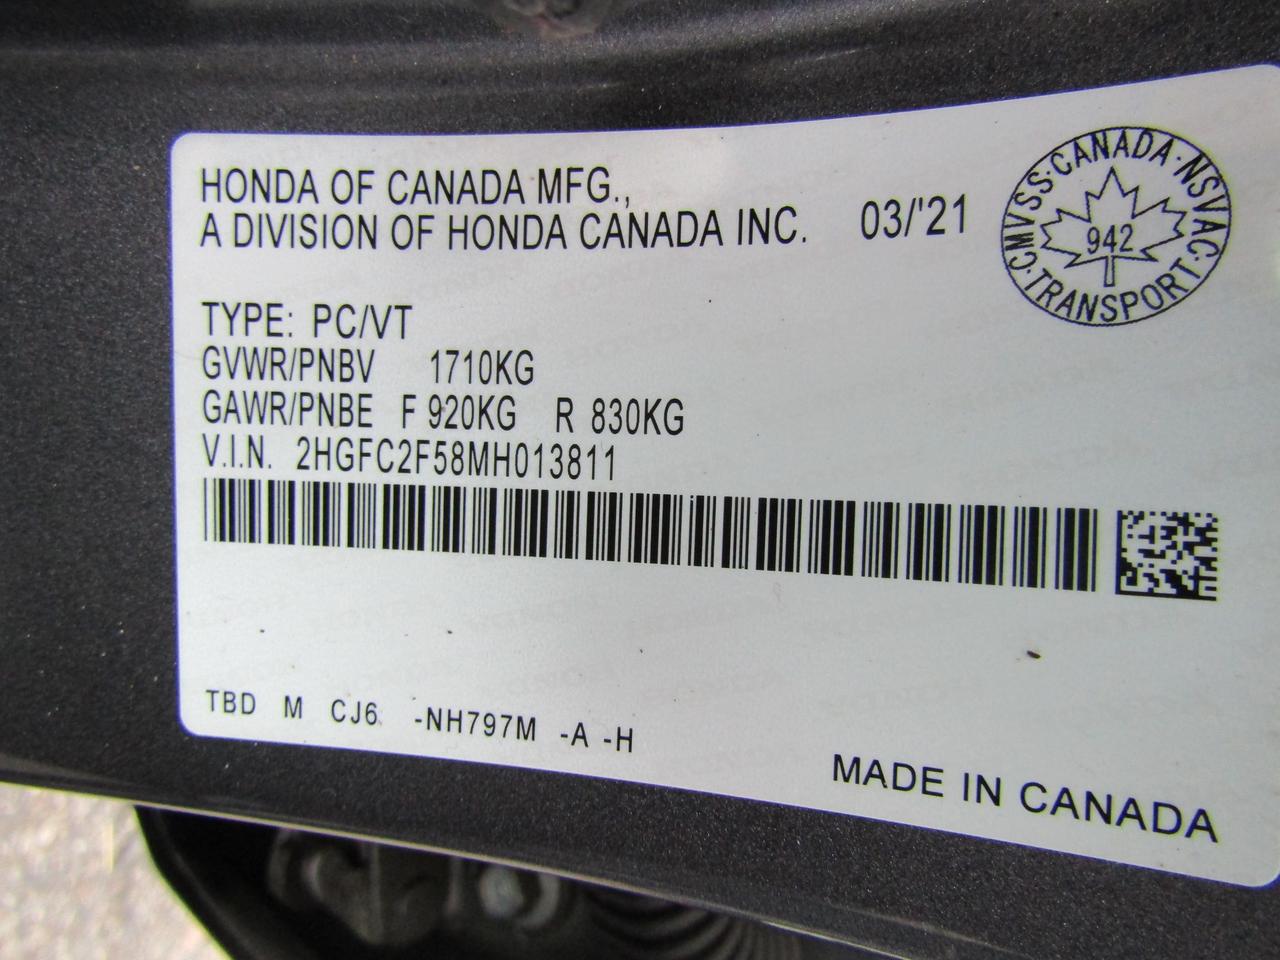 HONDA OF CANADA MFG.,
A DIVISION OF HONDA CANADA INC. 03/'21
CMVSS·CANADA·NSVAC·TRANSPORT·
942
TYPE: PC/VT
GVWR/PNBV 1710KG
GAWR/PNBE F 920KG R 830KG
V.I.N. 2HGFC2F58MH013811
TBD M CJ6 -NH797M -A -H
MADE IN CANADA